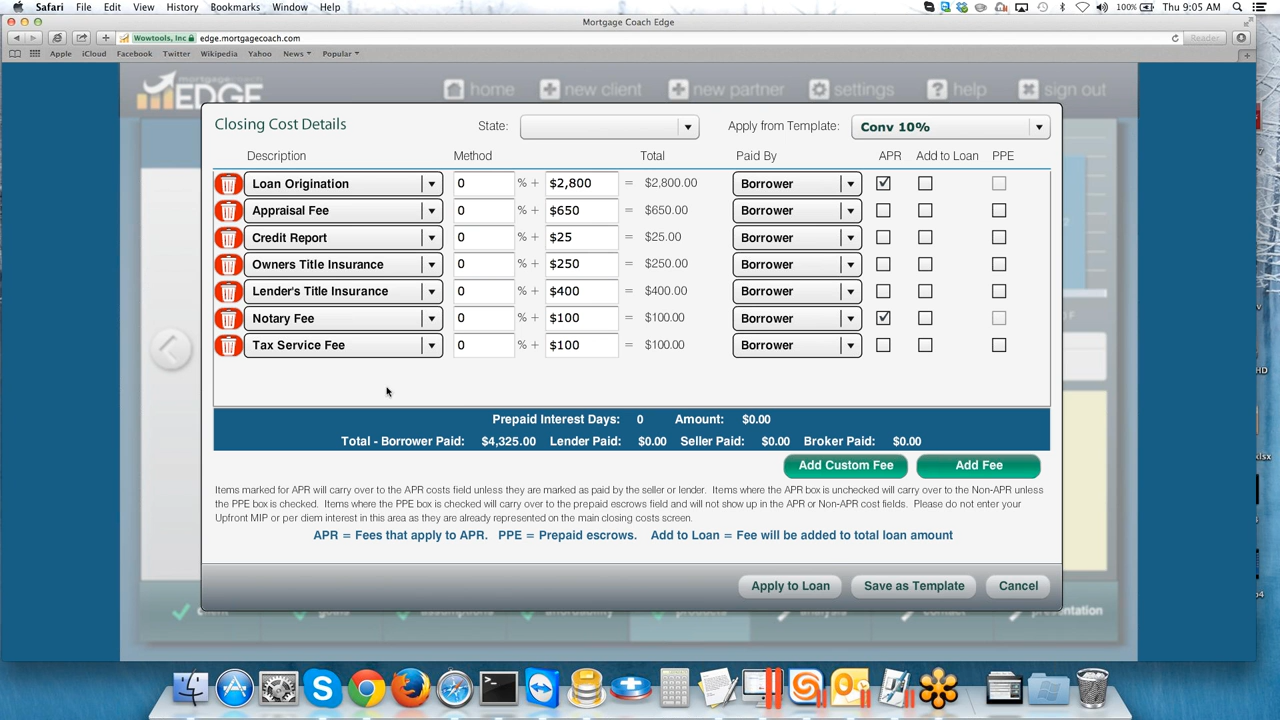 Safari File Edit View History Bookmarks Window Help 100% Thu 9:05 AM
Mortgage Coach Edge
Wowtools, Inc edge.mortgagecoach.com Reader
Apple iCloud Facebook Twitter Wikipedia Yahoo News Popular
EDGE home new client new partner settings help sign out
Closing Cost Details State: Apply from Template: Conv 10%
Description Method Total Paid By APR Add to Loan PPE
Loan Origination 0 % + $2,800 = $2,800.00 Borrower
Appraisal Fee 0 % + $650 = $650.00 Borrower
Credit Report 0 % + $25 = $25.00 Borrower
Owners Title Insurance 0 % + $250 = $250.00 Borrower
Lender's Title Insurance 0 % + $400 = $400.00 Borrower
Notary Fee 0 % + $100 = $100.00 Borrower
Tax Service Fee 0 % + $100 = $100.00 Borrower
Prepaid Interest Days: 0 Amount: $0.00
Total - Borrower Paid: $4,325.00 Lender Paid: $0.00 Seller Paid: $0.00 Broker Paid: $0.00
Add Custom Fee Add Fee
Items marked for APR will carry over to the APR costs field unless they are marked as paid by the seller or lender. Items where the APR box is unchecked will carry over to the Non-APR unless
the PPE box is checked. Items where the PPE box is checked will carry over to the prepaid escrows field and will not show up in the APR or Non-APR cost fields. Please do not enter your
Upfront MIP or per diem interest in this area as they are already represented on the main closing costs screen.
APR = Fees that apply to APR. PPE = Prepaid escrows. Add to Loan = Fee will be added to total loan amount
Apply to Loan Save as Template Cancel
presentation